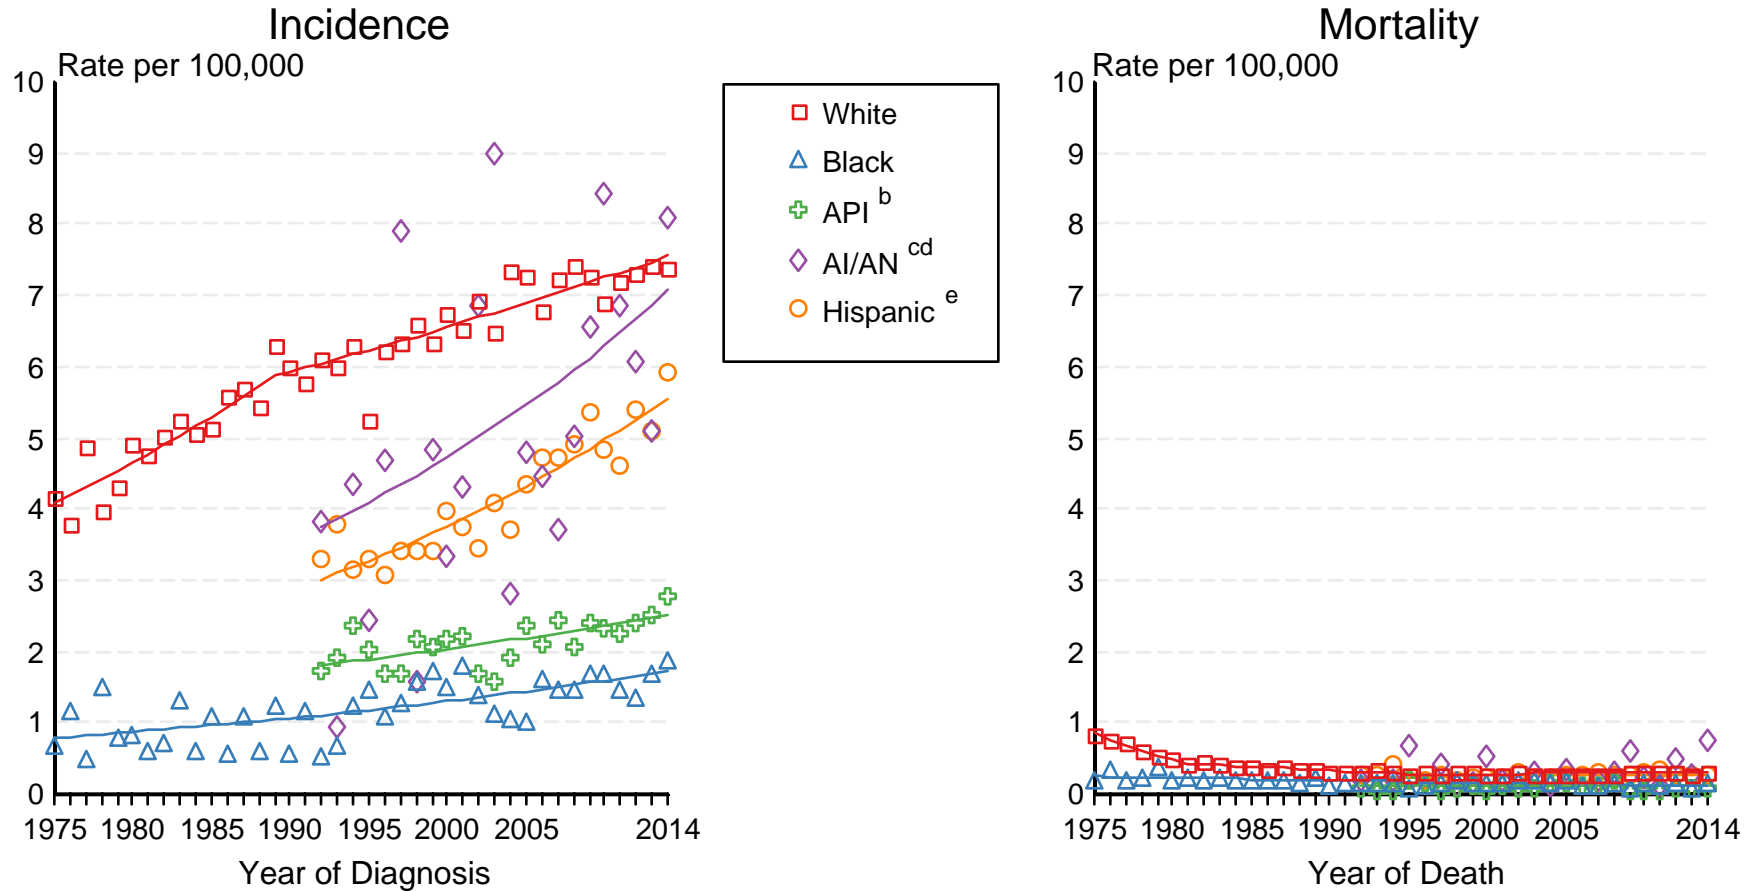 Incidence
Rate per 100,000
10
9
8
7
6
5
4
3
2
1
0
1975 1980 1985 1990 1995 2000 2005 2014
Year of Diagnosis
White
Black
API b
AI/AN cd
Hispanic e
Mortality
Rate per 100,000
10
9
8
7
6
5
4
3
2
1
0
1975 1980 1985 1990 1995 2000 2005 2014
Year of Death